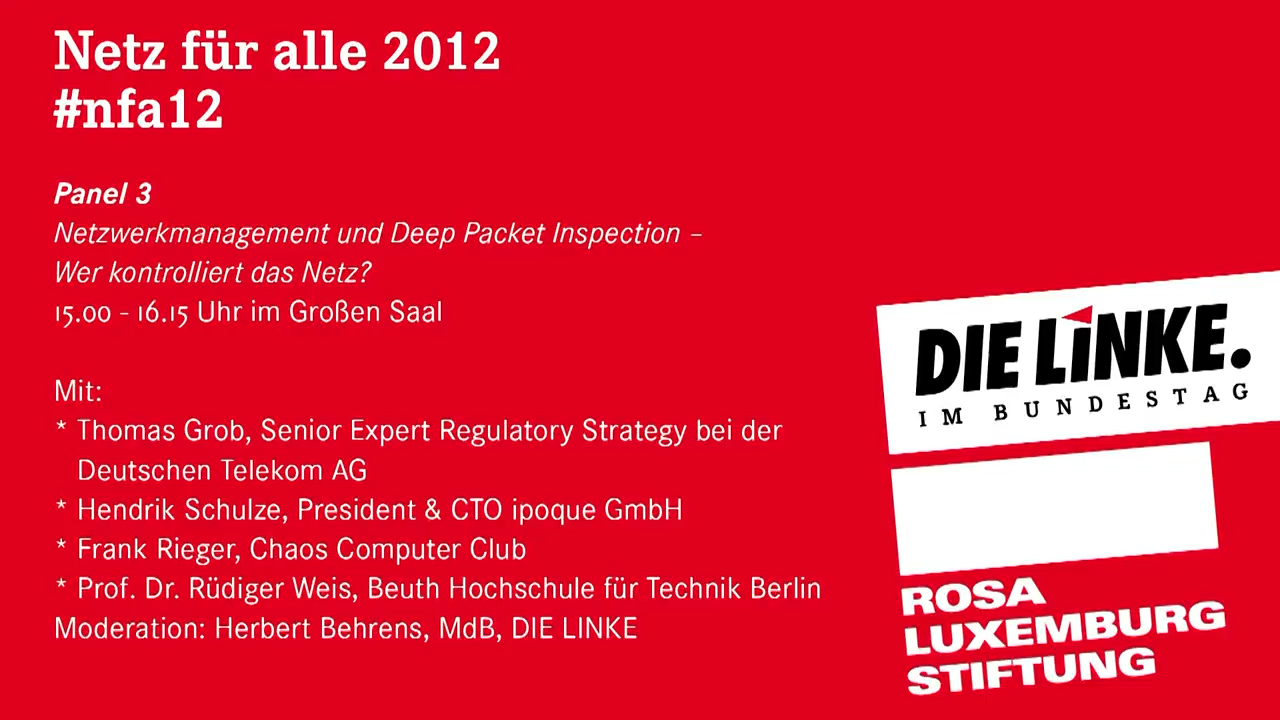 Netz für alle 2012
#nfa12
Panel 3
Netzwerkmanagement und Deep Packet Inspection –
Wer kontrolliert das Netz?
15.00 - 16.15 Uhr im Großen Saal
Mit:
* Thomas Grob, Senior Expert Regulatory Strategy bei der
Deutschen Telekom AG
* Hendrik Schulze, President & CTO ipoque GmbH
* Frank Rieger, Chaos Computer Club
* Prof. Dr. Rüdiger Weis, Beuth Hochschule für Technik Berlin
Moderation: Herbert Behrens, MdB, DIE LINKE
DIE LiNKE.
IM BUNDESTAG
ROSA
LUXEMBURG
STIFTUNG